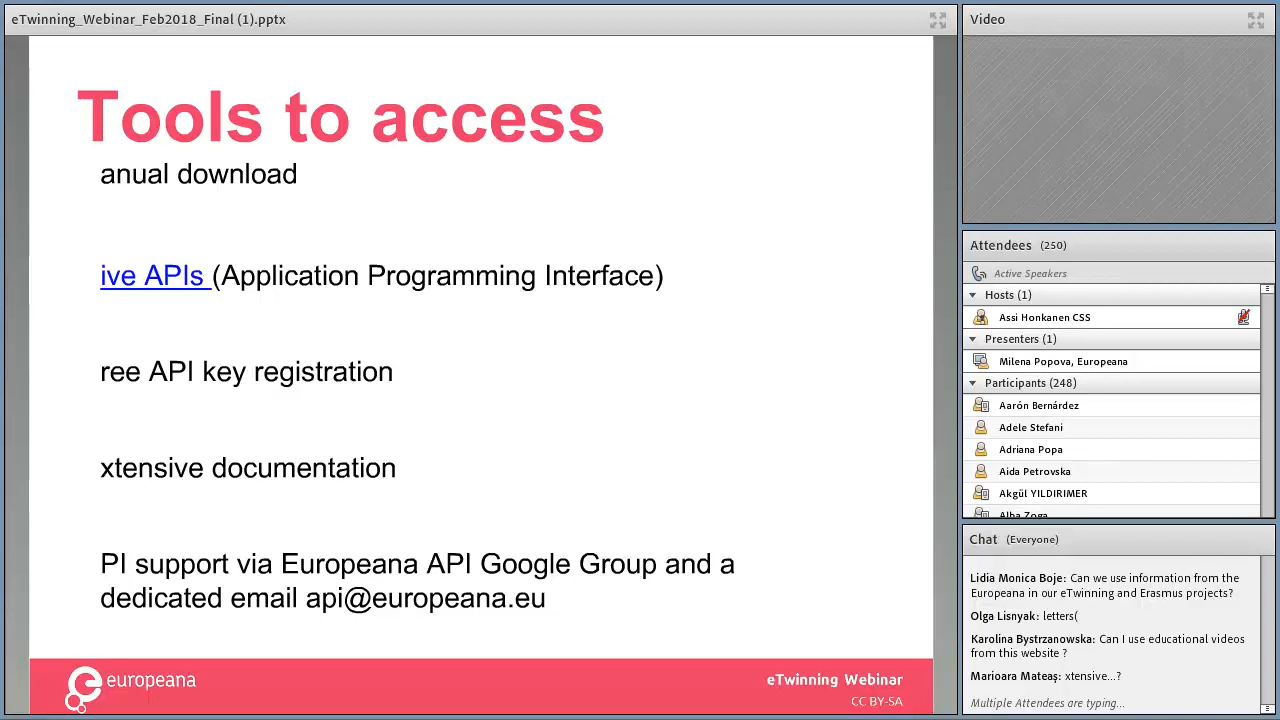 eTwinning_Webinar_Feb2018_Final (1).pptx
Tools to access
anual download
ive APIs (Application Programming Interface)
ree API key registration
xtensive documentation
PI support via Europeana API Google Group and a
dedicated email api@europeana.eu
europeana
eTwinning Webinar
CC BY-SA
Video
Attendees (250)
Active Speakers
Hosts (1)
Assi Honkanen CSS
Presenters (1)
Milena Popova, Europeana
Participants (248)
Aarón Bernárdez
Adele Stefani
Adriana Popa
Aida Petrovska
Akgül YILDIRIMER
Alba Zoga
Chat (Everyone)
Lidia Monica Boje: Can we use information from the
Europeana in our eTwinning and Erasmus projects?
Olga Lisnyak: letters(
Karolina Bystrzanowska: Can I use educational videos
from this website ?
Marioara Mateaş: xtensive...?
Multiple Attendees are typing...